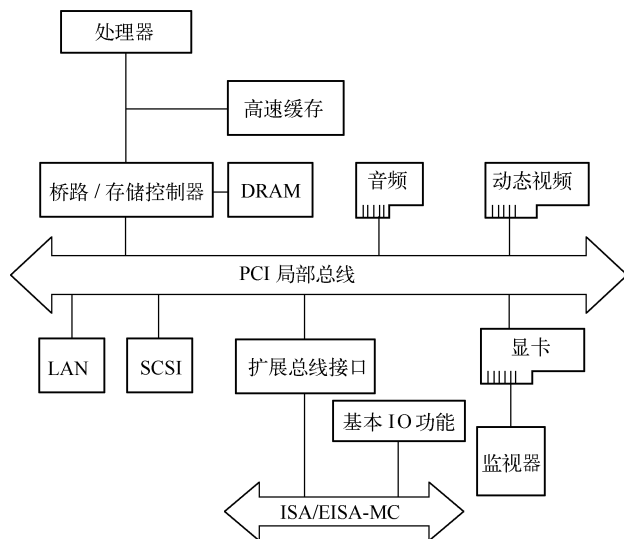 处理器
高速缓存
桥路 / 存储控制器
DRAM
音频
动态视频
PCI 局部总线
LAN
SCSI
扩展总线接口
显卡
基本 IO 功能
监视器
ISA/EISA-MC